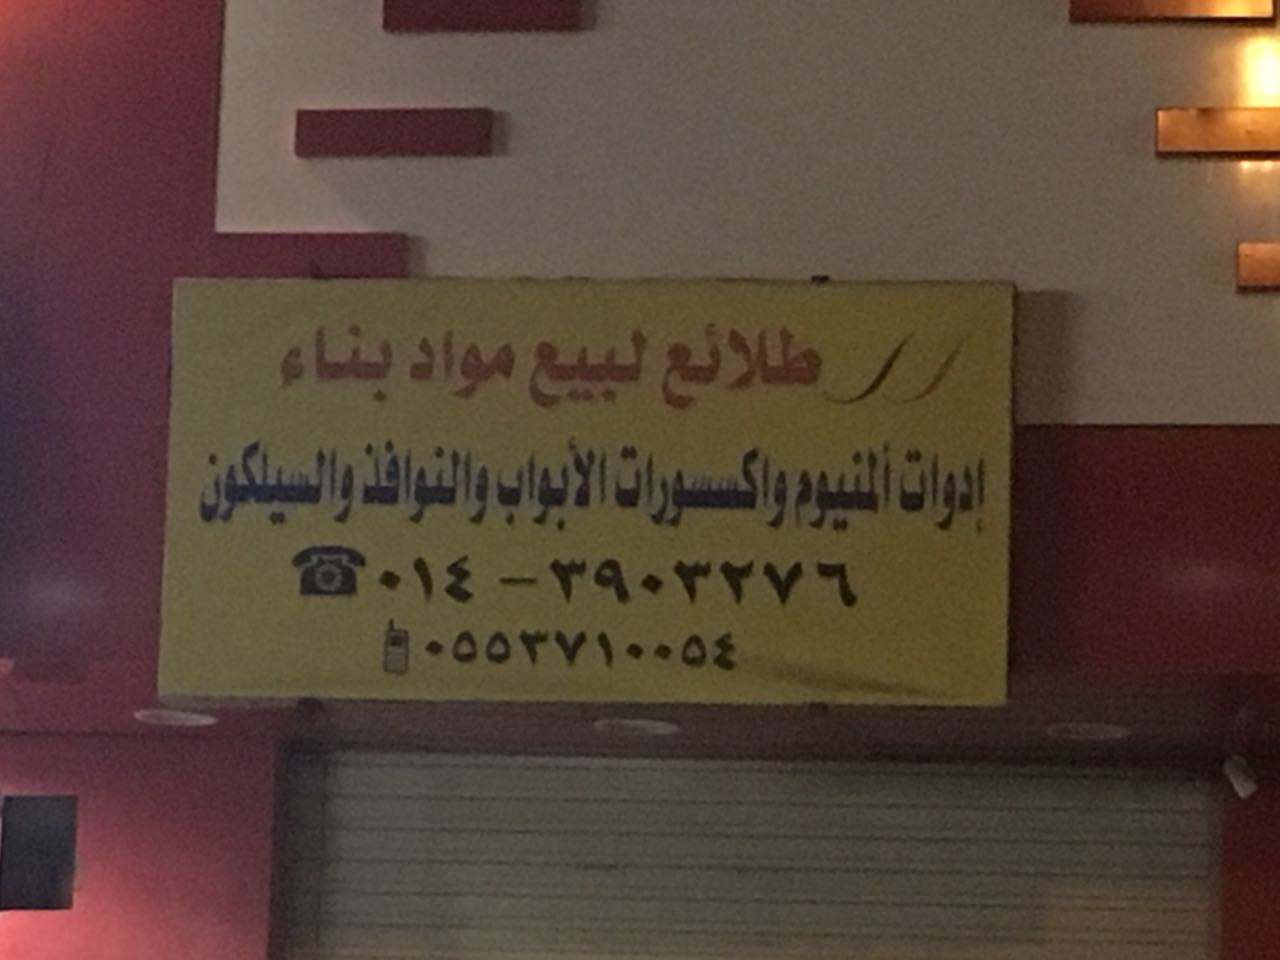 طلائع لبيع مواد بناء
إدوات ألمنيوم واكسسورات الأبواب والنوافذ والسيلكون
٠١٤ – ٣٩٠٣٢٧٦
٠٥٥٣٧١٠٠٥٤